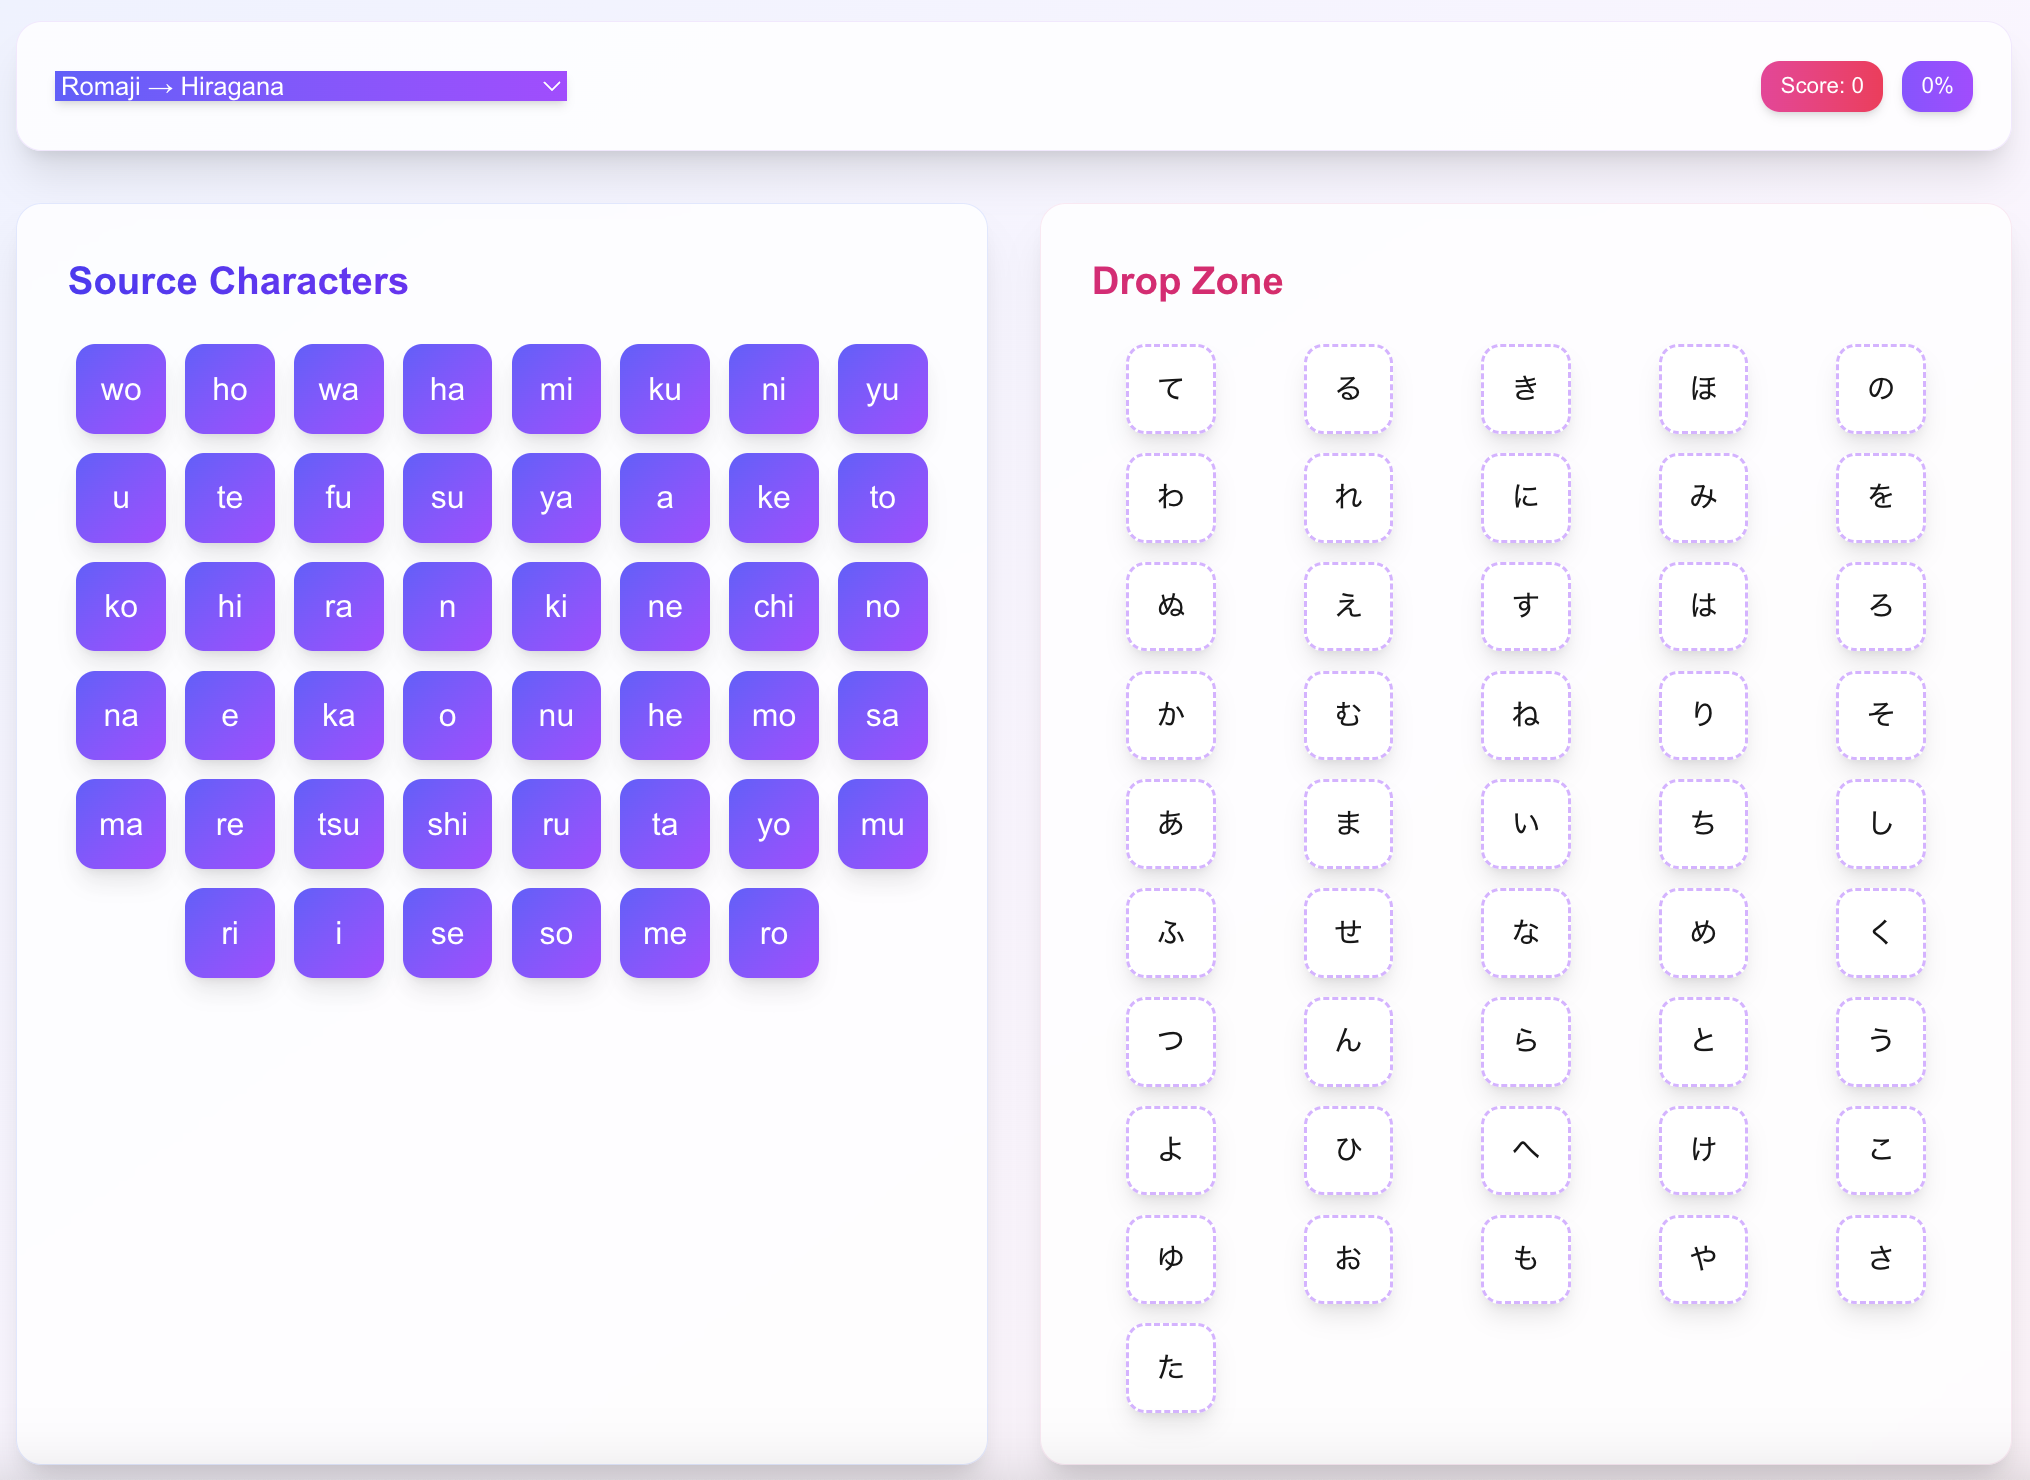 Romaji → Hiragana
Score: 0
0%
Source Characters
wo ho wa ha mi ku ni yu
u te fu su ya a ke to
ko hi ra n ki ne chi no
na e ka o nu he mo sa
ma re tsu shi ru ta yo mu
ri i se so me ro
Drop Zone
て る き ほ の
わ れ に み を
ぬ え す は ろ
か む ね り そ
あ ま い ち し
ふ せ な め く
つ ん ら と う
よ ひ へ け こ
ゆ お も や さ
た